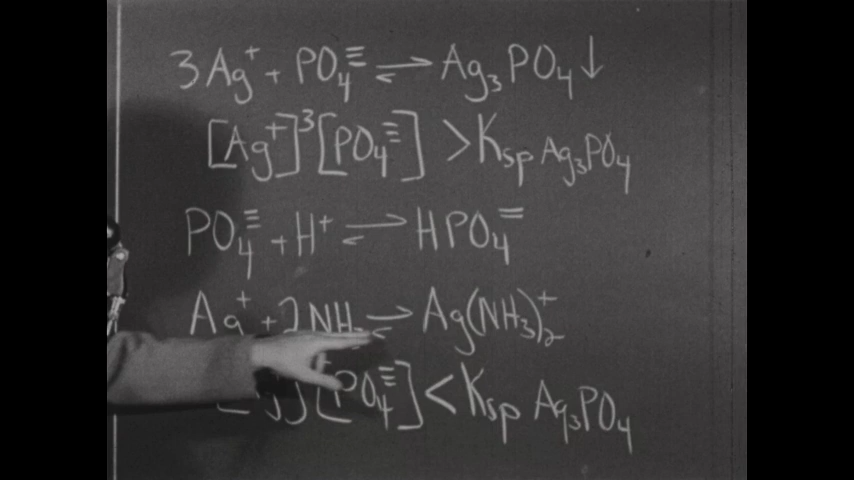 3Ag⁺ + PO₄≡ ⇌ Ag₃PO₄↓
[Ag⁺]³[PO₄≡] > Ksp Ag₃PO₄
PO₄≡ + H⁺ ⇌ HPO₄⁼
Ag⁺ + 2NH₃ ⇌ Ag(NH₃)₂⁺
[PO₄≡] < Ksp Ag₃PO₄